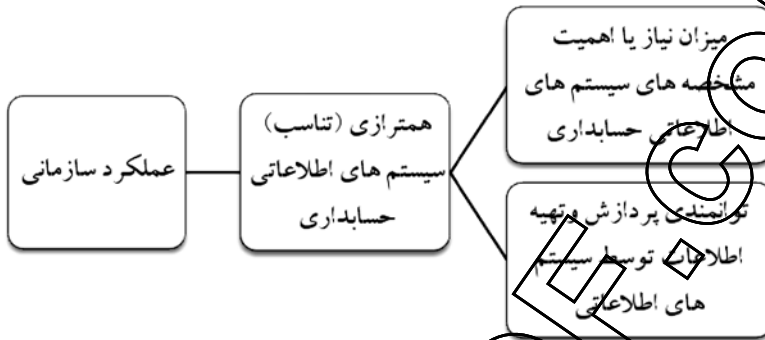 میزان نیاز یا اهمیت
مشخصه های سیستم های
اطلاعاتی حسابداری
توانمندی پردازش و تهیه
اطلاعات توسط سیستم
های اطلاعاتی
همترازی (تناسب)
سیستم های اطلاعاتی
حسابداری
عملکرد سازمانی